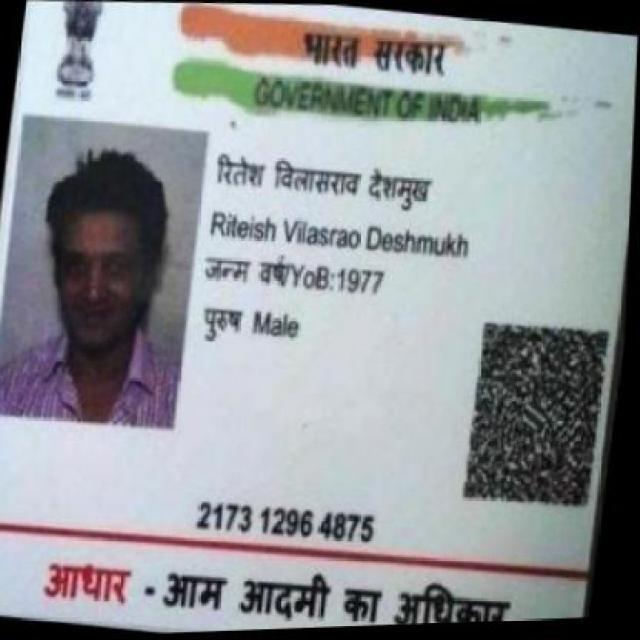 भारत सरकार
GOVERNMENT OF INDIA
रितेश विलासराव देशमुख
Riteish Vilasrao Deshmukh
जन्म वर्ष/YoB:1977
पुरुष Male
2173 1296 4875
आधार - आम आदमी का अधिकार